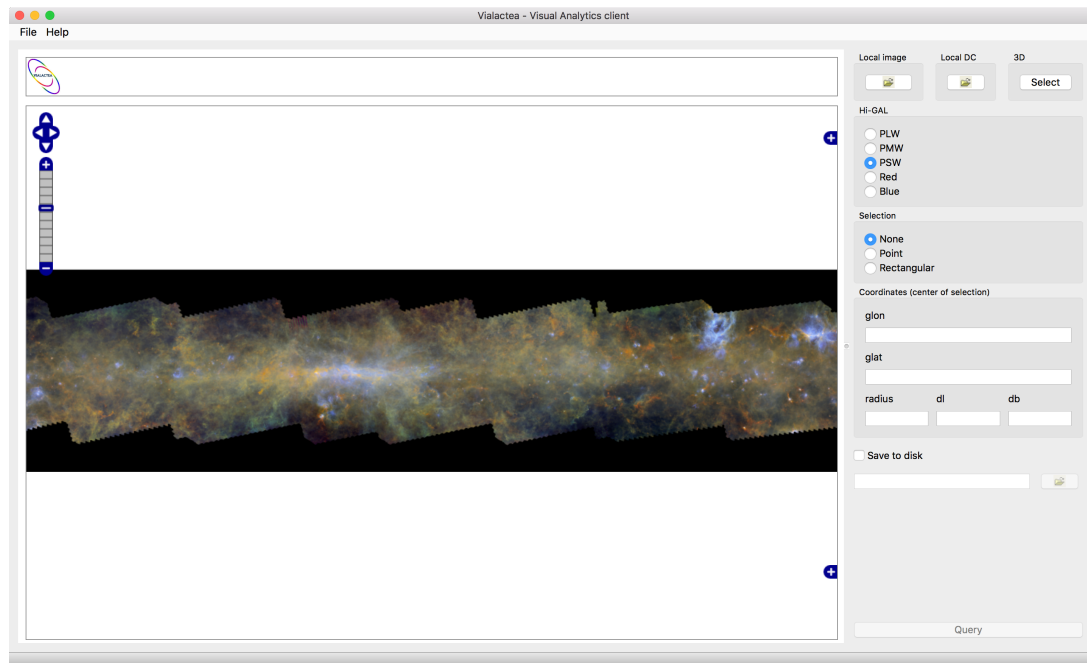 Vialactea - Visual Analytics client
File Help
VIALACTEA
Local image Local DC 3D
Select
Hi-GAL
PLW
PMW
PSW
Red
Blue
Selection
None
Point
Rectangular
Coordinates (center of selection)
glon
glat
radius dl db
Save to disk
Query